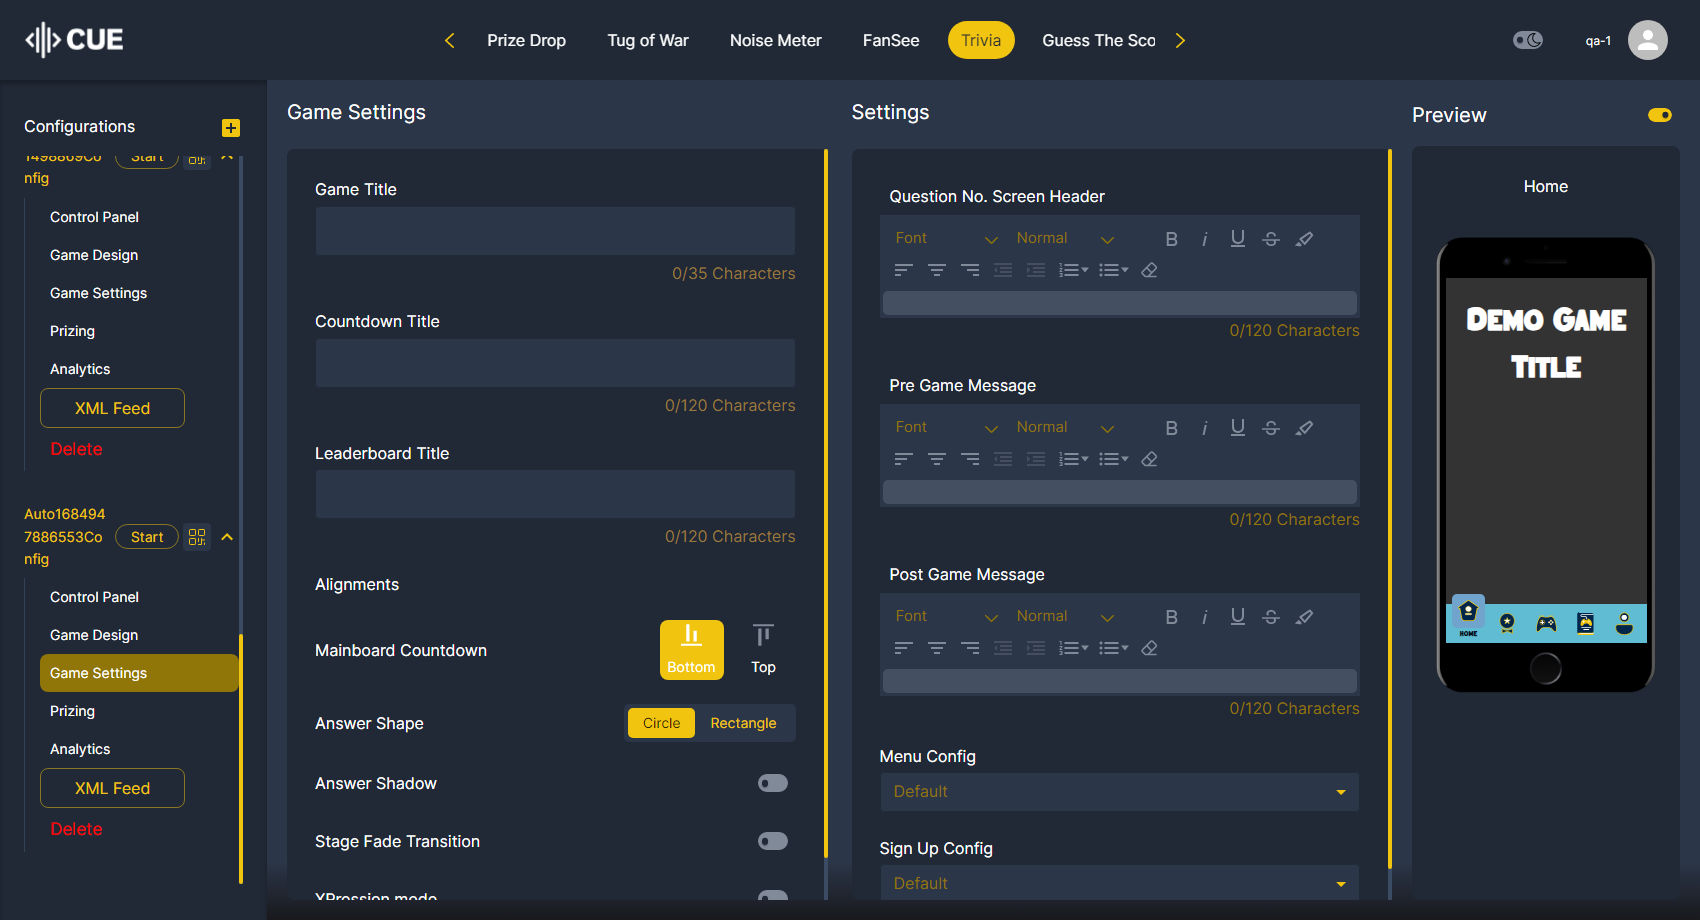 CUE
Prize Drop
Tug of War
Noise Meter
FanSee
Trivia
Guess The Sco
qa-1
Configurations
1498869Co
nfig
Start
Control Panel
Game Design
Game Settings
Prizing
Analytics
XML Feed
Delete
Auto168494
7886553Co
nfig
Start
Control Panel
Game Design
Game Settings
Prizing
Analytics
XML Feed
Delete
Game Settings
Game Title
0/35 Characters
Countdown Title
0/120 Characters
Leaderboard Title
0/120 Characters
Alignments
Mainboard Countdown
Bottom
Top
Answer Shape
Circle
Rectangle
Answer Shadow
Stage Fade Transition
XPression mode
Settings
Question No. Screen Header
Font
Normal
0/120 Characters
Pre Game Message
Font
Normal
0/120 Characters
Post Game Message
Font
Normal
0/120 Characters
Menu Config
Default
Sign Up Config
Default
Preview
Home
Demo Game
Title
HOME